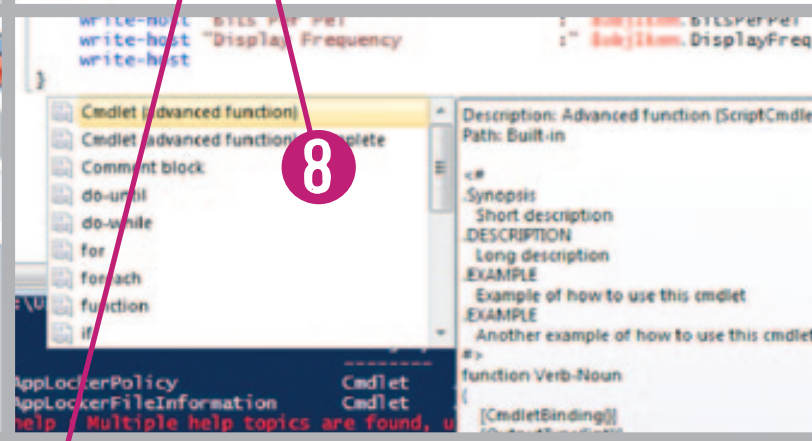 write-host "Bits Per Pel : " $objItem.BitsPerPel
write-host "Display Frequency :" $objItem.DisplayFreq
write-host
}
Cmdlet (advanced function)
Cmdlet (advanced function) - complete
Comment block
do-until
do-while
for
foreach
function
if
8
Description: Advanced function (ScriptCmdle
Path: Built-in
<#
.Synopsis
Short description
.DESCRIPTION
Long description
.EXAMPLE
Example of how to use this cmdlet
.EXAMPLE
Another example of how to use this cmdlet
#>
function Verb-Noun
{
[CmdletBinding()]
:\U
--------
AppLockerPolicy Cmdlet
AppLockerFileInformation Cmdlet
help : Multiple help topics are found, u